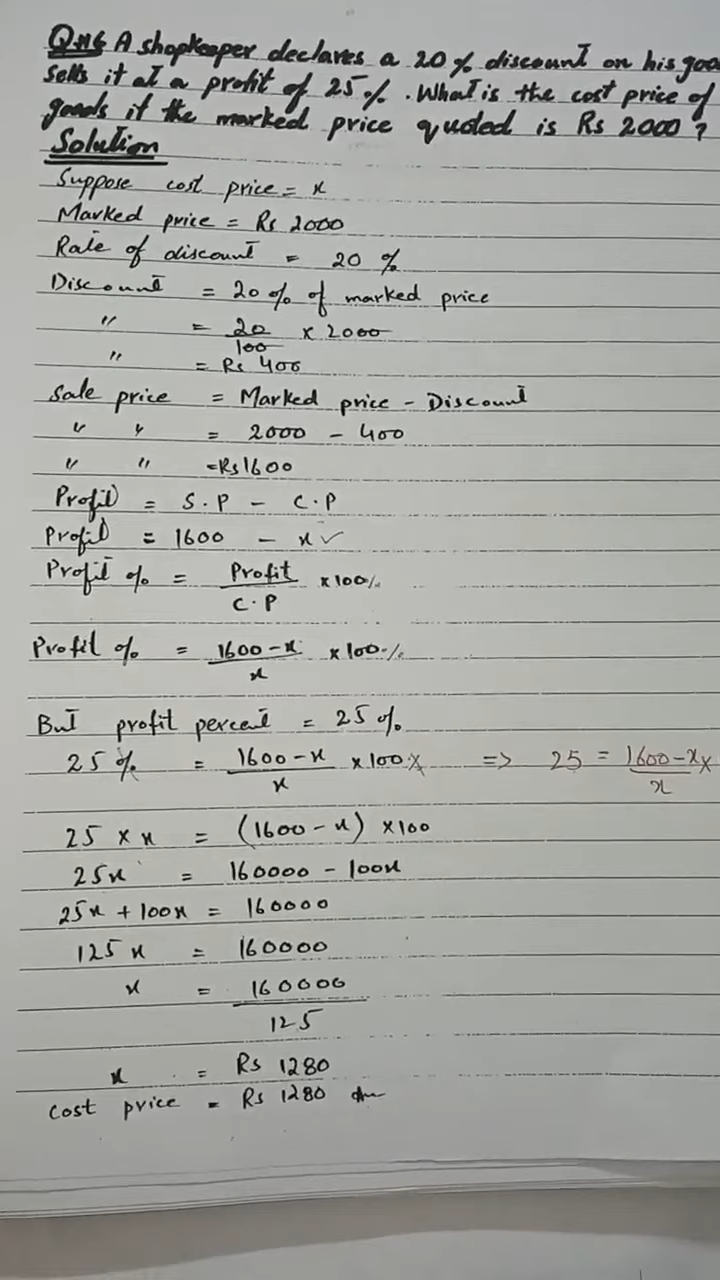 Q.No6 A shopkeeper declares a 20% discount on his goo
sells it at a profit of 25%. What is the cost price of
goods if the marked price quoted is Rs 2000?
Solution
Suppose cost price = x
Marked price = Rs 2000
Rate of discount = 20 %
Discount = 20% of marked price
" = 20/100 x 2000
" = Rs 400
Sale price = Marked price - Discount
" " = 2000 - 400
" " = Rs 1600
Profit = S.P - C.P
Profit = 1600 - x ✓
Profit % = Profit/C.P x 100%
Profit % = 1600-x/x x 100%
But profit percent = 25%
25% = 1600-x/x x 100% => 25 = 1600-x/x x
25 x x = (1600-x) x 100
25x = 160000 - 100x
25x + 100x = 160000
125x = 160000
x = 160000/125
x = Rs 1280
cost price = Rs 1280